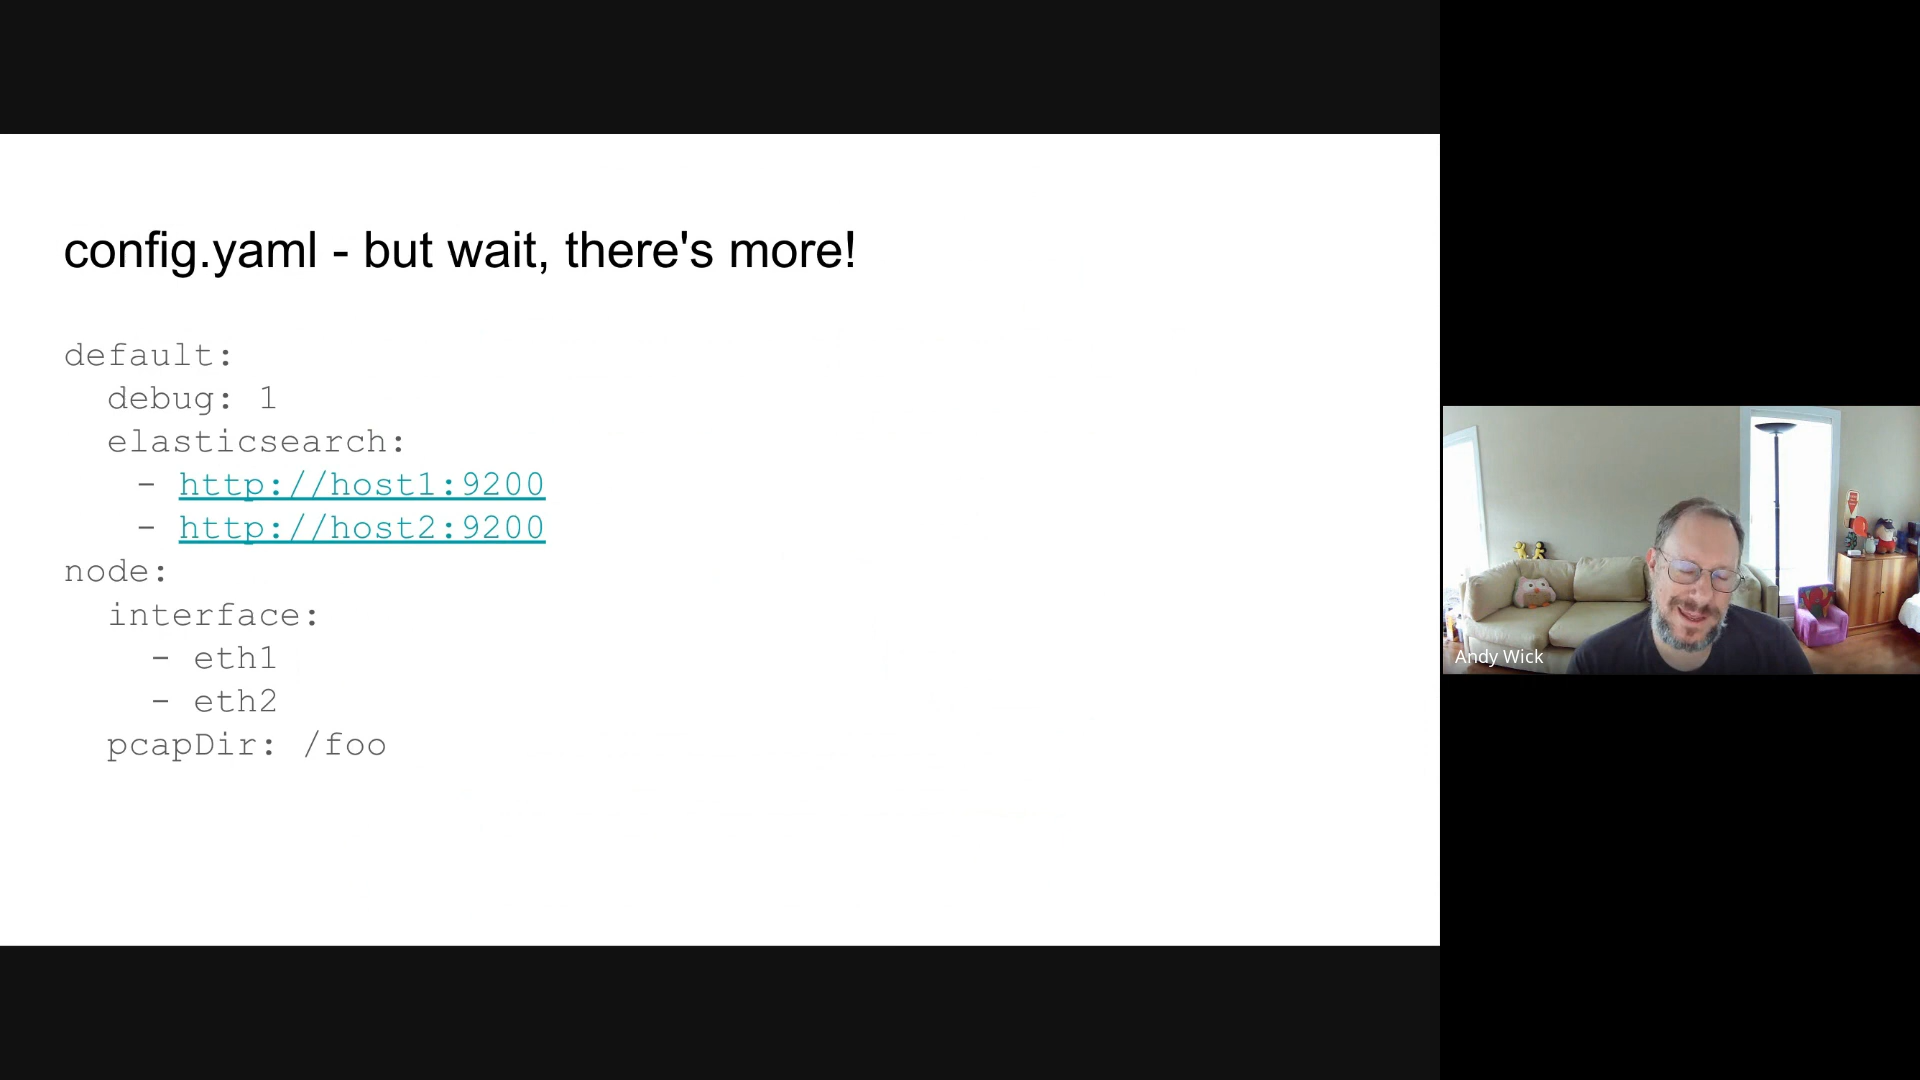 config.yaml - but wait, there's more!
default:
  debug: 1
  elasticsearch:
    - http://host1:9200
    - http://host2:9200
node:
  interface:
    - eth1
    - eth2
  pcapDir: /foo
Andy Wick